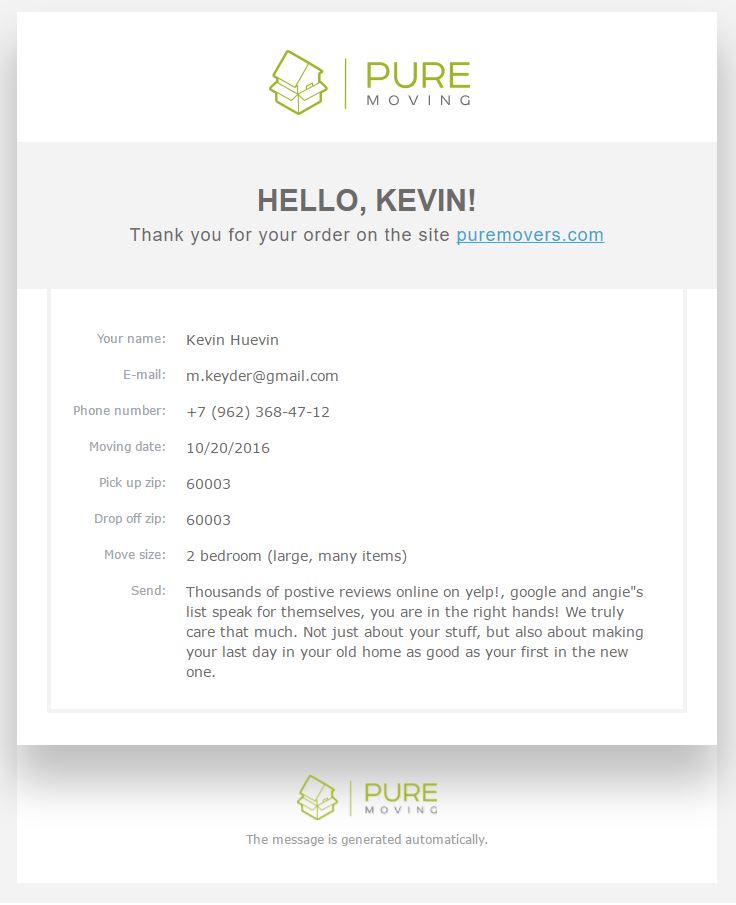 PURE
MOVING
HELLO, KEVIN!
Thank you for your order on the site puremovers.com
Your name: Kevin Huevin
E-mail: m.keyder@gmail.com
Phone number: +7 (962) 368-47-12
Moving date: 10/20/2016
Pick up zip: 60003
Drop off zip: 60003
Move size: 2 bedroom (large, many items)
Send: Thousands of postive reviews online on yelp!, google and angie"s
list speak for themselves, you are in the right hands! We truly
care that much. Not just about your stuff, but also about making
your last day in your old home as good as your first in the new
one.
PURE
MOVING
The message is generated automatically.